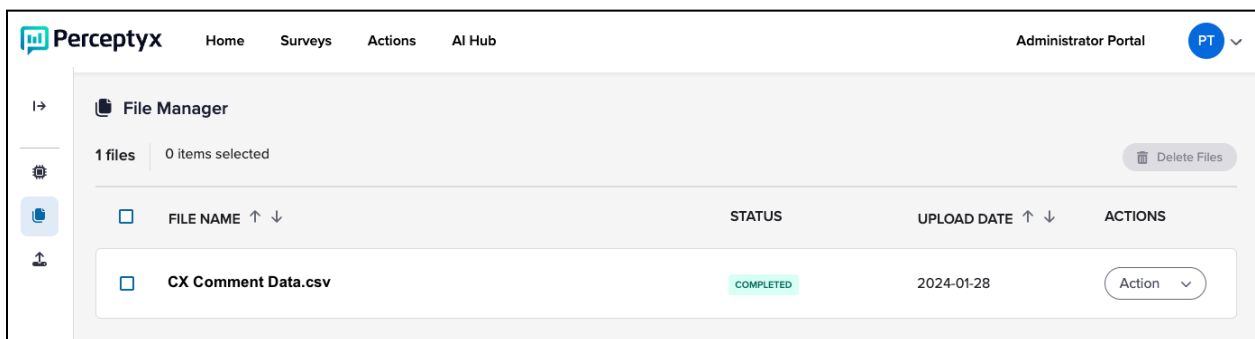 Perceptyx Home Surveys Actions AI Hub Administrator Portal PT
File Manager
1 files 0 items selected Delete Files
FILE NAME STATUS UPLOAD DATE ACTIONS
CX Comment Data.csv COMPLETED 2024-01-28 Action